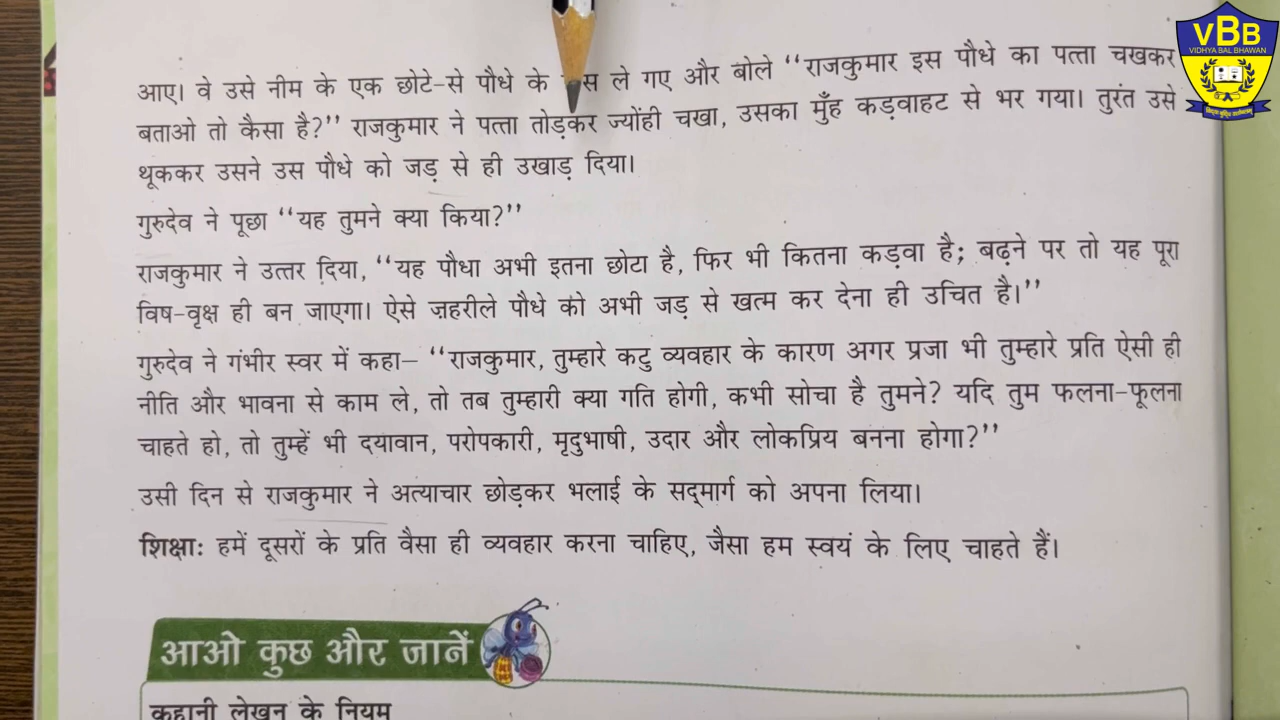 आए। वे उसे नीम के एक छोटे-से पौधे के स ले गए और बोले ‘‘राजकुमार इस पौधे का पत्ता चखकर
बताओ तो कैसा है?’’ राजकुमार ने पत्ता तोड़कर ज्योंही चखा, उसका मुँह कड़वाहट से भर गया। तुरंत उसे
थूककर उसने उस पौधे को जड़ से ही उखाड़ दिया।
गुरुदेव ने पूछा ‘‘यह तुमने क्या किया?’’
राजकुमार ने उत्तर दिया, ‘‘यह पौधा अभी इतना छोटा है, फिर भी कितना कड़वा है; बढ़ने पर तो यह पूरा
विष-वृक्ष ही बन जाएगा। ऐसे ज़हरीले पौधे को अभी जड़ से खत्म कर देना ही उचित है।’’
गुरुदेव ने गंभीर स्वर में कहा– ‘‘राजकुमार, तुम्हारे कटु व्यवहार के कारण अगर प्रजा भी तुम्हारे प्रति ऐसी ही
नीति और भावना से काम ले, तो तब तुम्हारी क्या गति होगी, कभी सोचा है तुमने? यदि तुम फलना-फूलना
चाहते हो, तो तुम्हें भी दयावान, परोपकारी, मृदुभाषी, उदार और लोकप्रिय बनना होगा?’’
उसी दिन से राजकुमार ने अत्याचार छोड़कर भलाई के सद्मार्ग को अपना लिया।
शिक्षाः हमें दूसरों के प्रति वैसा ही व्यवहार करना चाहिए, जैसा हम स्वयं के लिए चाहते हैं।
आओ कुछ और जानें
कहानी लेखन के नियम
VBB
VIDHYA BAL BHAWAN